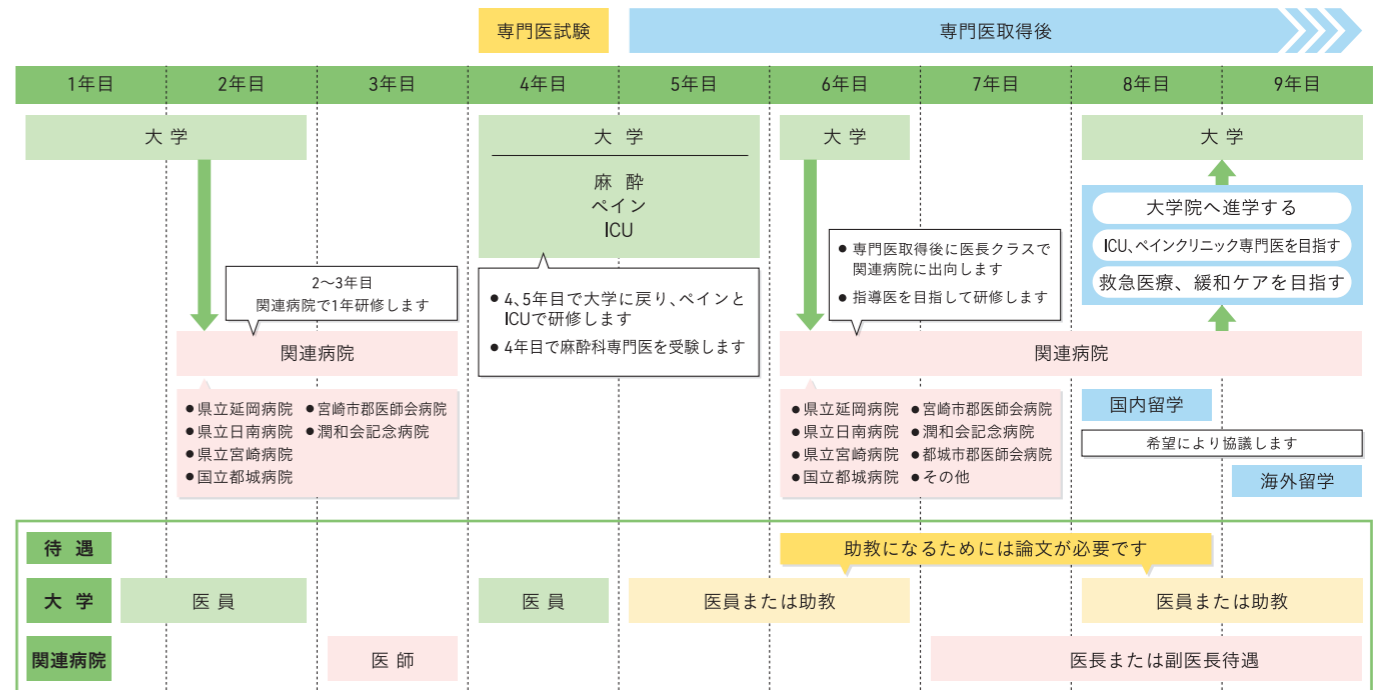 専門医試験
専門医取得後
1年目
2年目
3年目
4年目
5年目
6年目
7年目
8年目
9年目
大 学
大 学
麻 酔
ペイン
ICU
大 学
大 学
大学院へ進学する
ICU、ペインクリニック専門医を目指す
救急医療、緩和ケアを目指す
2〜3年目
関連病院で1年研修します
● 4、5年目で大学に戻り、ペインと
ICUで研修します
● 4年目で麻酔科専門医を受験します
● 専門医取得後に医長クラスで
関連病院に出向します
● 指導医を目指して研修します
関連病院
● 県立延岡病院 ● 宮崎市郡医師会病院
● 県立日南病院 ● 潤和会記念病院
● 県立宮崎病院
● 国立都城病院
関連病院
● 県立延岡病院 ● 宮崎市郡医師会病院
● 県立日南病院 ● 潤和会記念病院
● 県立宮崎病院 ● 都城市郡医師会病院
● 国立都城病院 ● その他
国内留学
希望により協議します
海外留学
待 遇
助教になるためには論文が必要です
大 学
医 員
医 員
医員または助教
医員または助教
関連病院
医 師
医長または副医長待遇